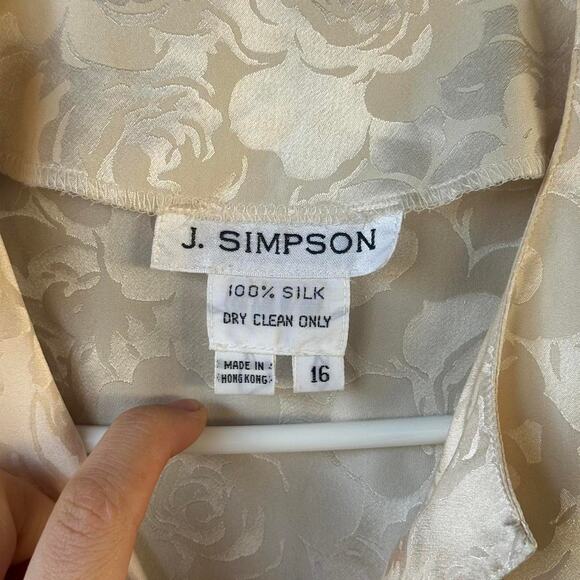 J. SIMPSON
100% SILK
DRY CLEAN ONLY
MADE IN
HONG KONG
16